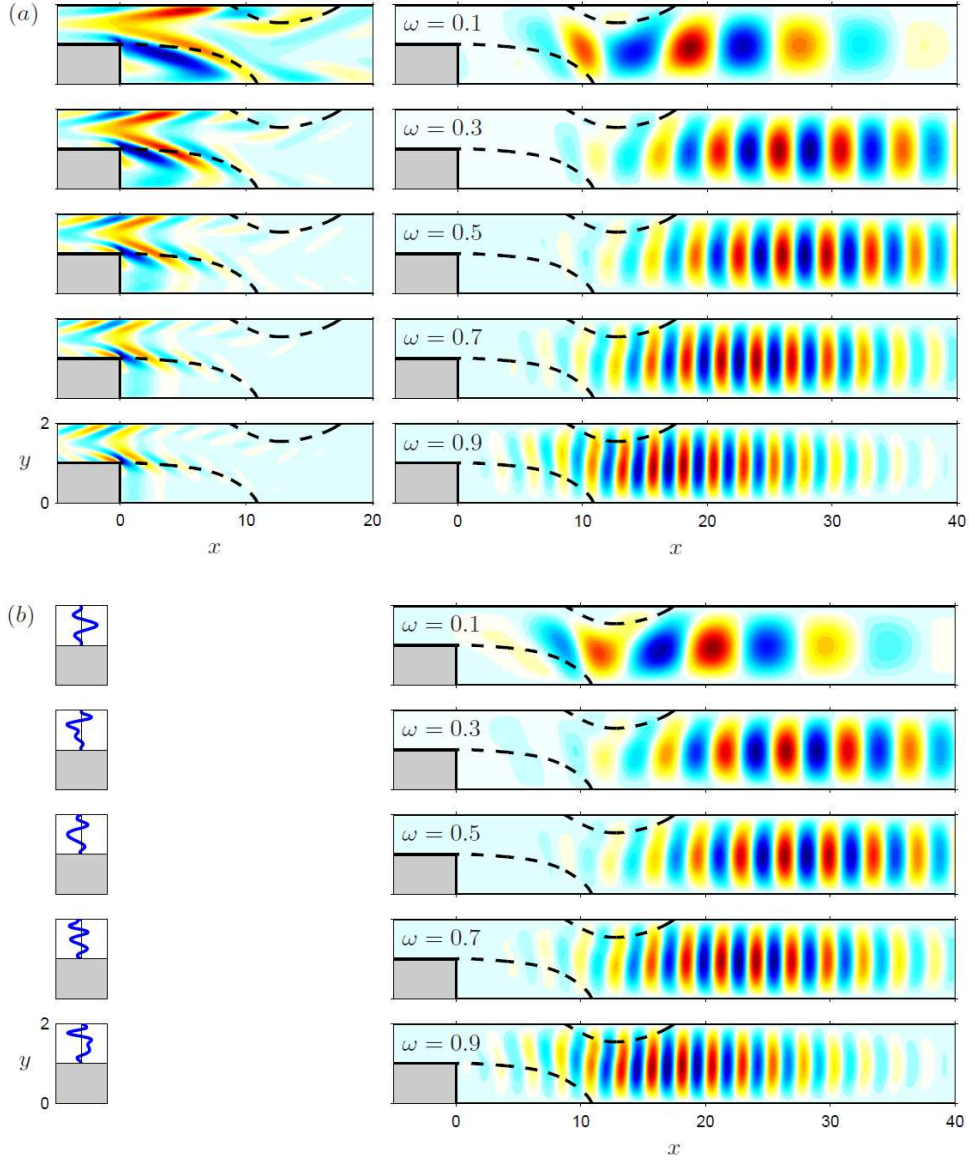 (a)
ω = 0.1
ω = 0.3
ω = 0.5
ω = 0.7
2
y
0
ω = 0.9
0 10 20
0 10 20 30 40
x
x
(b)
ω = 0.1
ω = 0.3
ω = 0.5
ω = 0.7
2
y
0
ω = 0.9
0 10 20 30 40
x